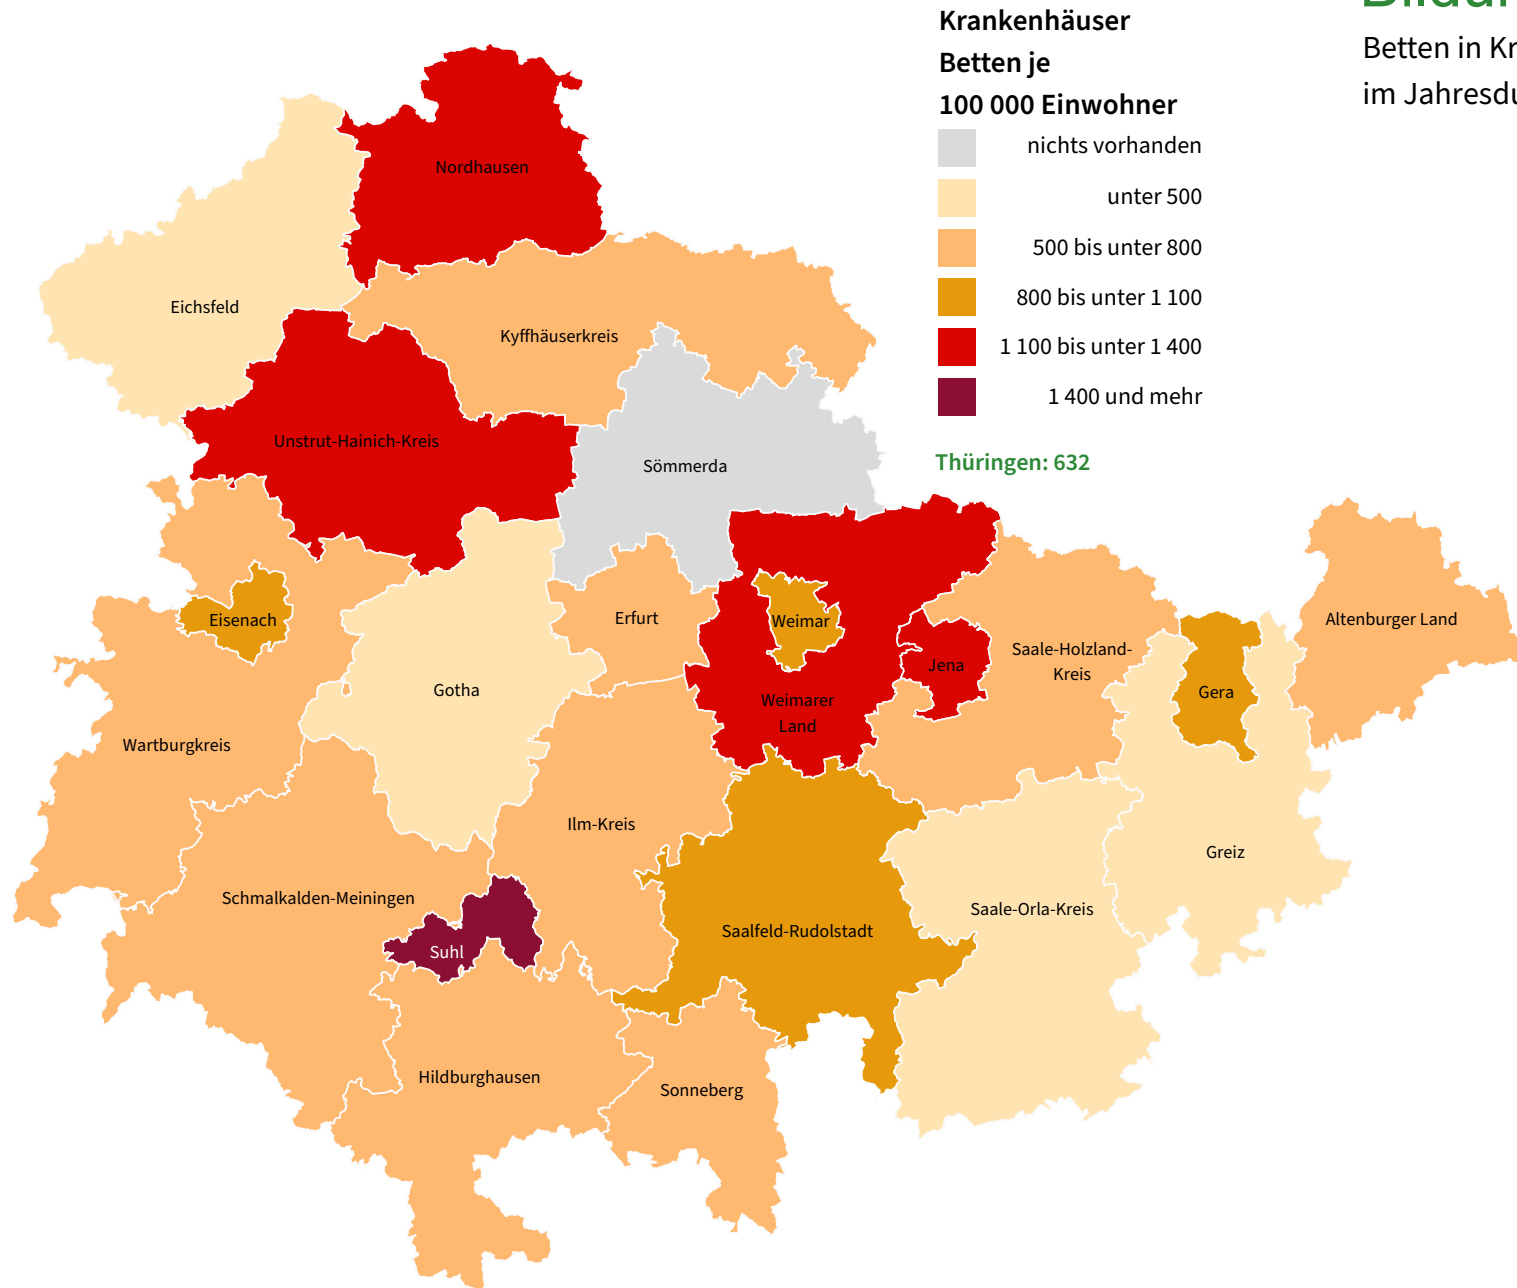 Krankenhäuser
Betten je
100 000 Einwohner
nichts vorhanden
unter 500
500 bis unter 800
800 bis unter 1 100
1 100 bis unter 1 400
1 400 und mehr
Thüringen: 632
Betten in
im
Nordhausen
Eichsfeld
Kyffhäuserkreis
Unstrut-Hainich-Kreis
Sömmerda
Eisenach
Erfurt
Weimar
Altenburger Land
Saale-Holzland-
Kreis
Jena
Gotha
Gera
Weimarer
Land
Wartburgkreis
Ilm-Kreis
Greiz
Schmalkalden-Meiningen
Saale-Orla-Kreis
Suhl
Saalfeld-Rudolstadt
Hildburghausen
Sonneberg